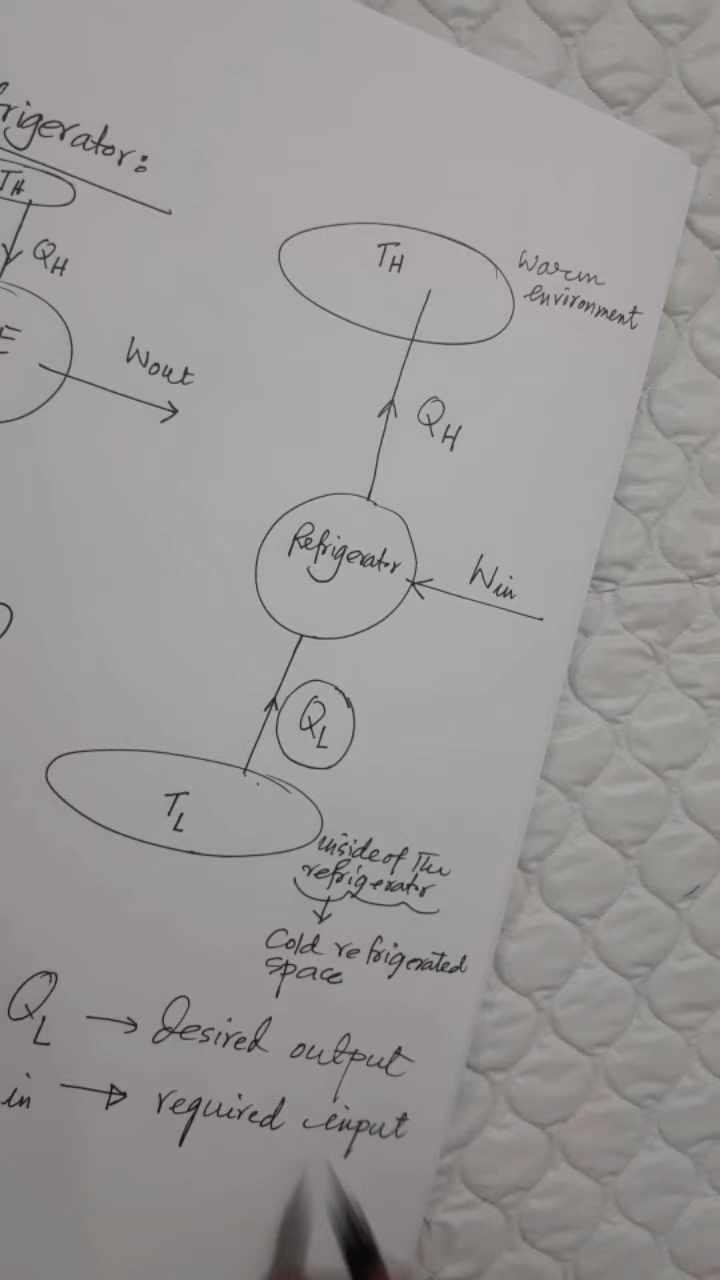 frigerator:
TH
QH
E
Wout
TH
Warm
environment
QH
Refrigerator
Win
QL
TL
inside of the
refrigerator
Cold refrigerated
space
QL → desired output
in → required input